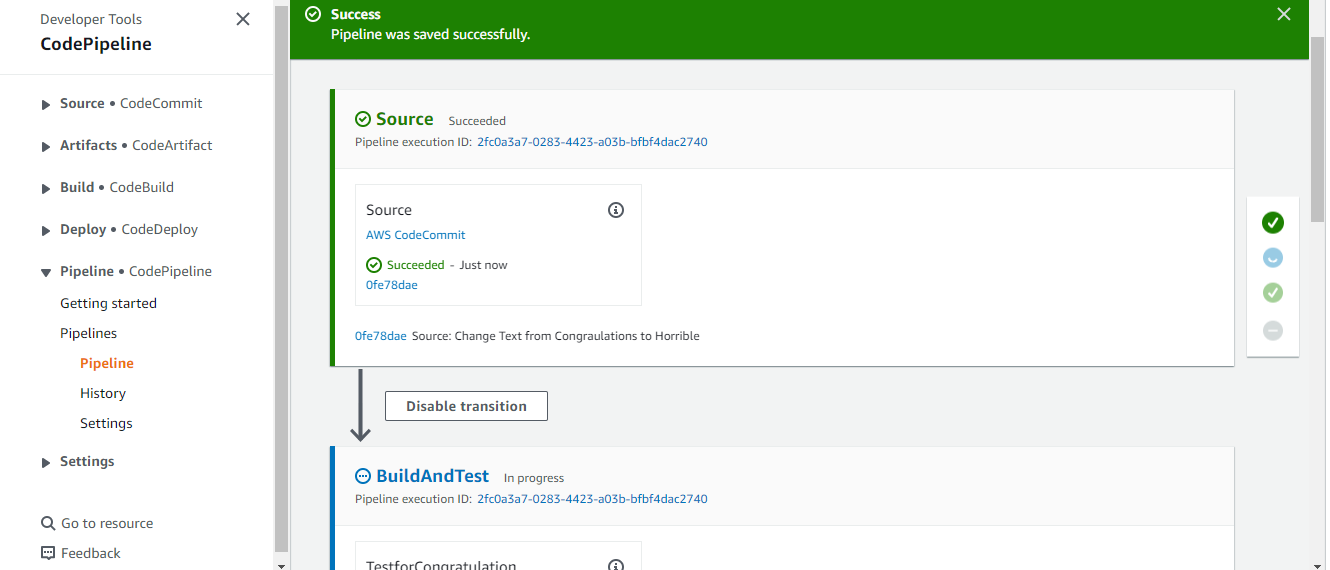 Developer Tools
CodePipeline
Source • CodeCommit
Artifacts • CodeArtifact
Build • CodeBuild
Deploy • CodeDeploy
Pipeline • CodePipeline
Getting started
Pipelines
Pipeline
History
Settings
Settings
Go to resource
Feedback
Success
Pipeline was saved successfully.
Source Succeeded
Pipeline execution ID: 2fc0a3a7-0283-4423-a03b-bfbf4dac2740
Source
AWS CodeCommit
Succeeded - Just now
0fe78dae
0fe78dae Source: Change Text from Congraulations to Horrible
Disable transition
BuildAndTest In progress
Pipeline execution ID: 2fc0a3a7-0283-4423-a03b-bfbf4dac2740
TestforCongratulation